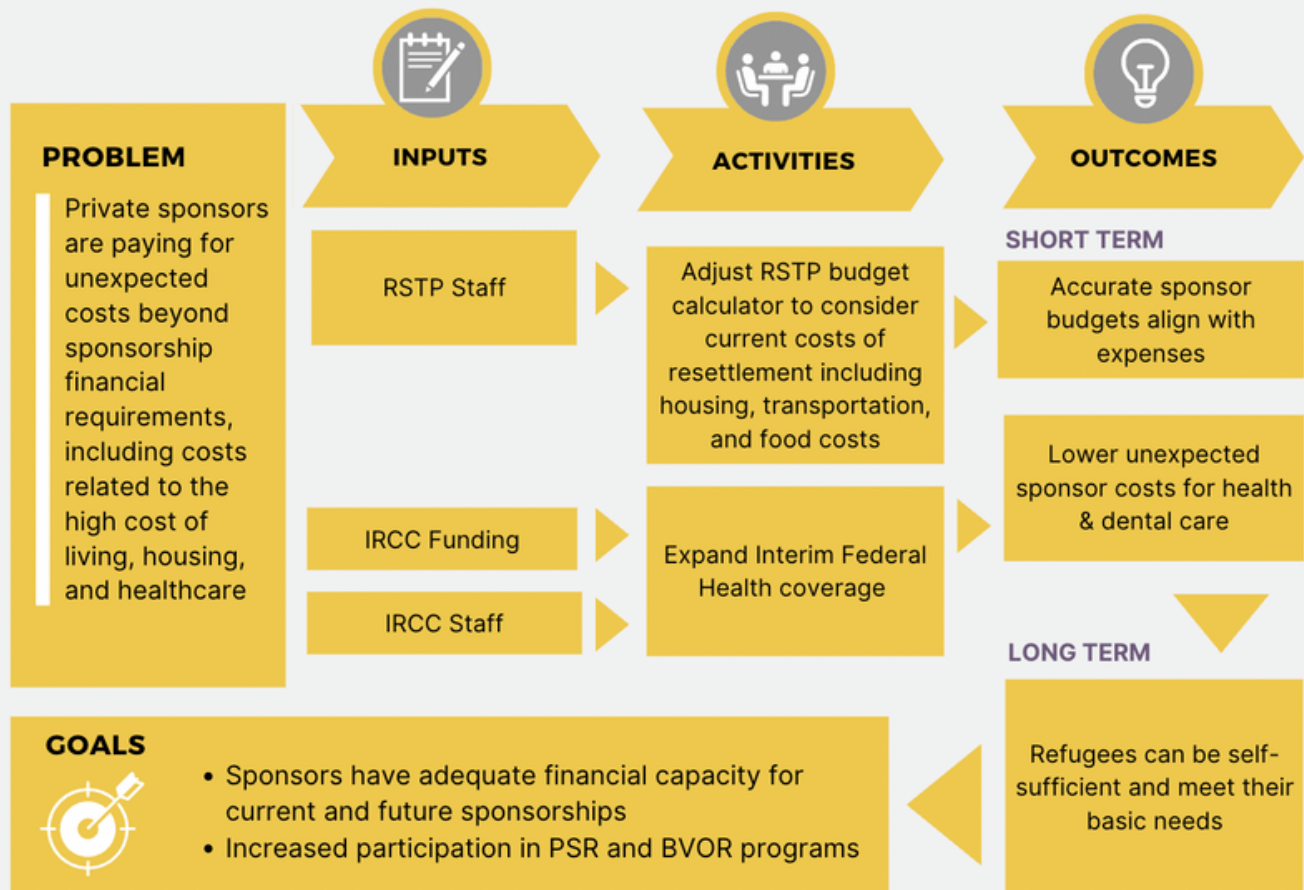 PROBLEM
Private sponsors
are paying for
unexpected
costs beyond
sponsorship
financial
requirements,
including costs
related to the
high cost of
living, housing,
and healthcare
INPUTS
RSTP Staff
IRCC Funding
IRCC Staff
ACTIVITIES
Adjust RSTP budget
calculator to consider
current costs of
resettlement including
housing, transportation,
and food costs
Expand Interim Federal
Health coverage
OUTCOMES
SHORT TERM
Accurate sponsor
budgets align with
expenses
Lower unexpected
sponsor costs for health
& dental care
LONG TERM
Refugees can be self-
sufficient and meet their
basic needs
GOALS
• Sponsors have adequate financial capacity for
current and future sponsorships
• Increased participation in PSR and BVOR programs